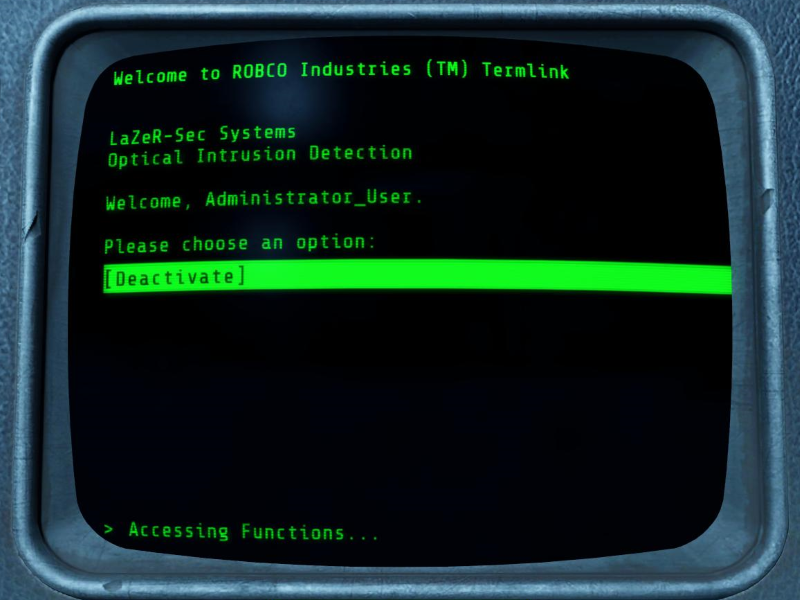 Welcome to ROBCO Industries (TM) Termlink
LaZeR-Sec Systems
Optical Intrusion Detection
Welcome, Administrator_User.
Please choose an option:
[Deactivate]
> Accessing Functions...